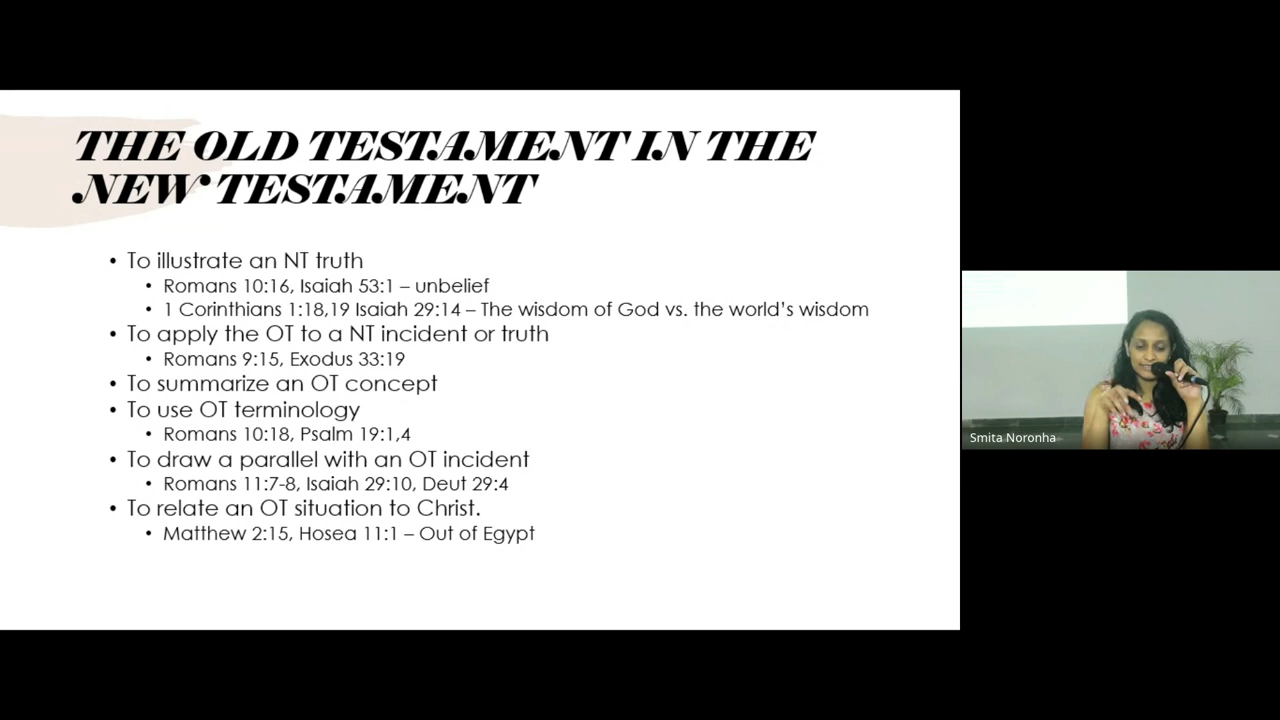 THE OLD TESTAMENT IN THE
NEW TESTAMENT
• To illustrate an NT truth
• Romans 10:16, Isaiah 53:1 – unbelief
• 1 Corinthians 1:18,19 Isaiah 29:14 – The wisdom of God vs. the world's wisdom
• To apply the OT to a NT incident or truth
• Romans 9:15, Exodus 33:19
• To summarize an OT concept
• To use OT terminology
• Romans 10:18, Psalm 19:1,4
• To draw a parallel with an OT incident
• Romans 11:7-8, Isaiah 29:10, Deut 29:4
• To relate an OT situation to Christ.
• Matthew 2:15, Hosea 11:1 – Out of Egypt
Smita Noronha